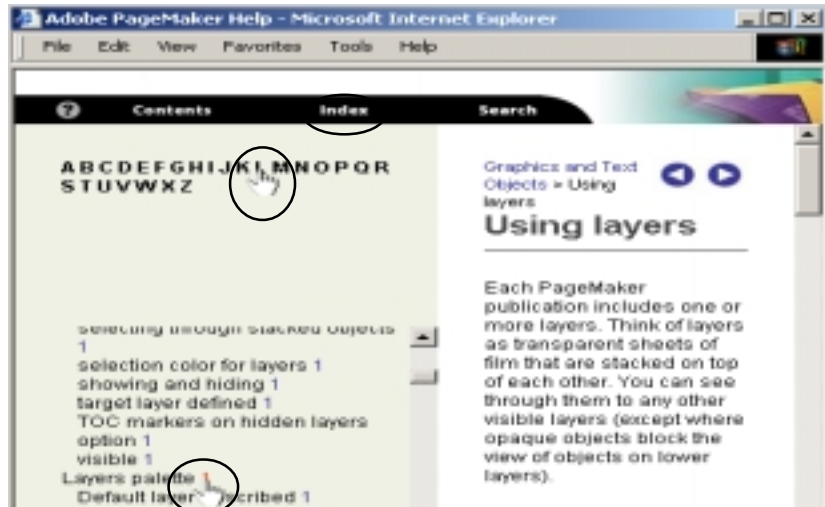 Adobe PageMaker Help - Microsoft Internet Explorer
File Edit View Favorites Tools Help
? Contents Index Search
A B C D E F G H I J K L M N O P Q R
S T U V W X Z
selecting through stacked objects
1
selection color for layers 1
showing and hiding 1
target layer defined 1
TOC markers on hidden layers
option 1
visible 1
Layers palette 1
Default layer described 1
Graphics and Text
Objects > Using
layers
Using layers
Each PageMaker
publication includes one or
more layers. Think of layers
as transparent sheets of
film that are stacked on top
of each other. You can see
through them to any other
visible layers (except where
opaque objects block the
view of objects on lower
layers).